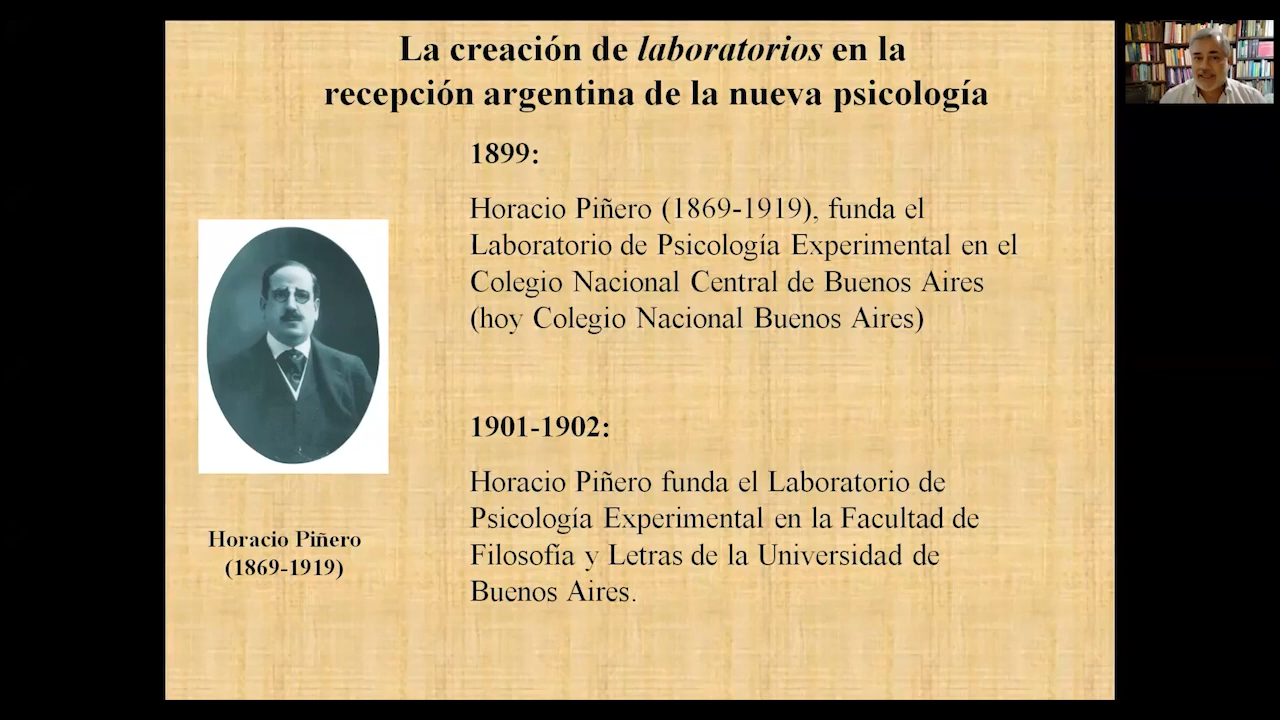 La creación de laboratorios en la
recepción argentina de la nueva psicología
1899:
Horacio Piñero (1869-1919), funda el
Laboratorio de Psicología Experimental en el
Colegio Nacional Central de Buenos Aires
(hoy Colegio Nacional Buenos Aires)
1901-1902:
Horacio Piñero funda el Laboratorio de
Psicología Experimental en la Facultad de
Filosofía y Letras de la Universidad de
Buenos Aires.
Horacio Piñero
(1869-1919)